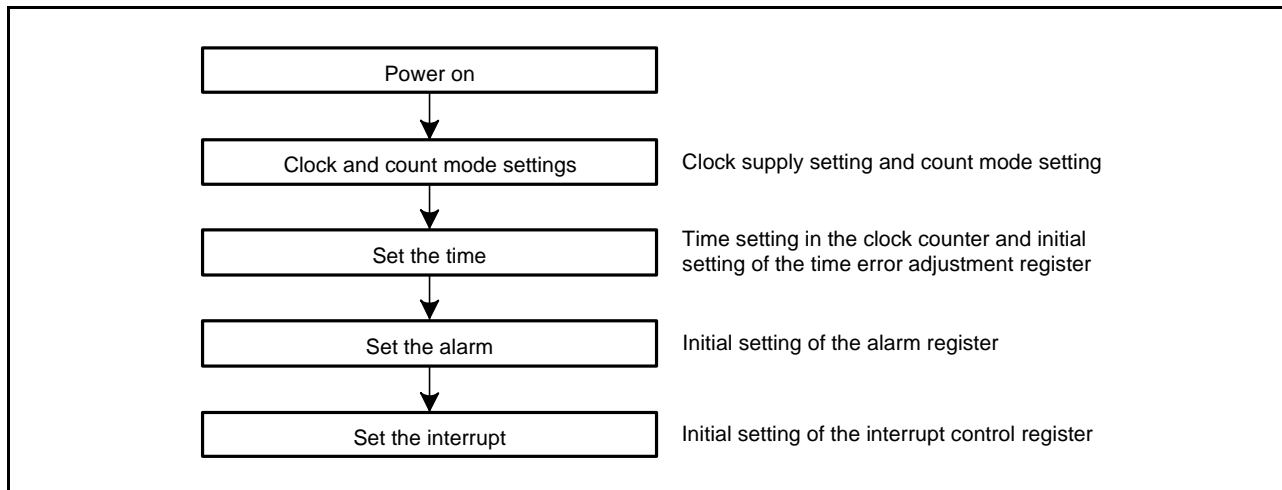 Power on
Clock and count mode settings
Clock supply setting and count mode setting
Set the time
Time setting in the clock counter and initial
setting of the time error adjustment register
Set the alarm
Initial setting of the alarm register
Set the interrupt
Initial setting of the interrupt control register